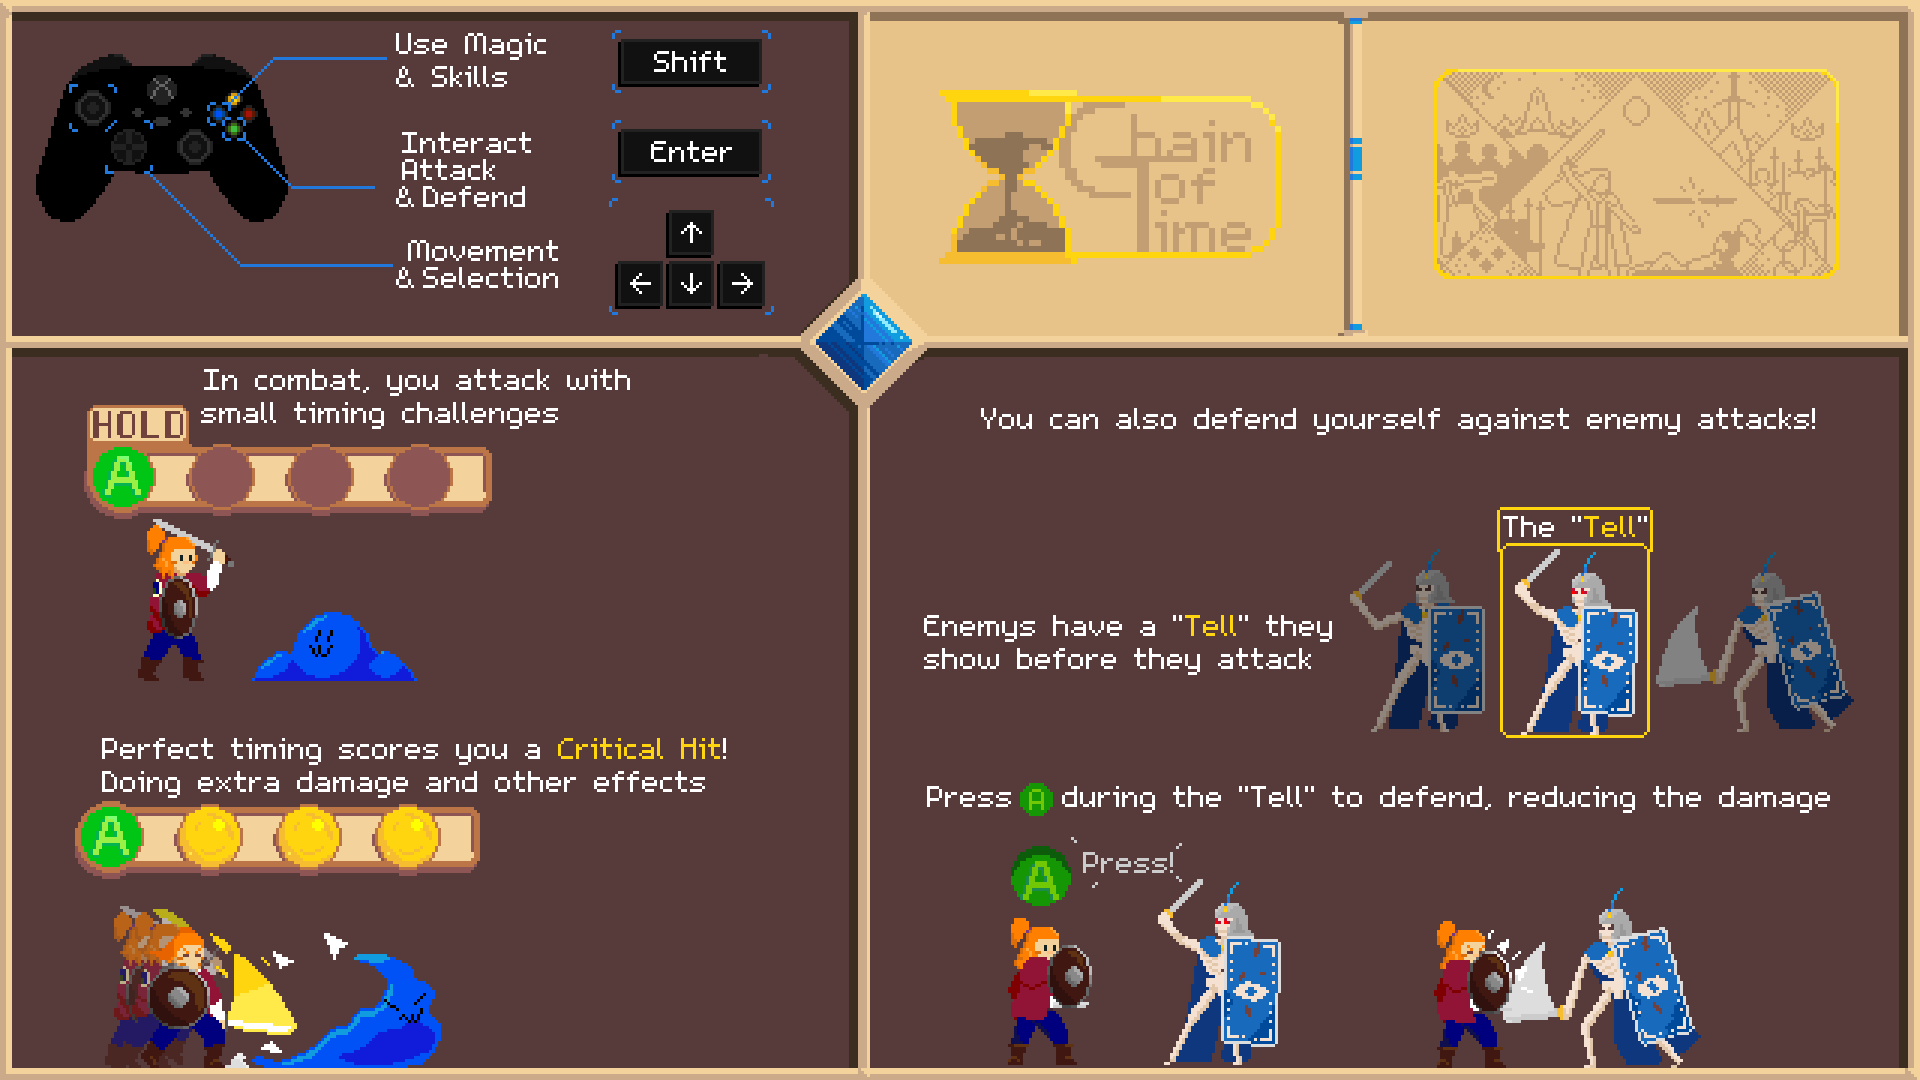 Use Magic
& Skills
Shift
Interact
Attack
& Defend
Enter
Movement
& Selection
↑
← ↓ →
Chain
of
Time
In combat, you attack with
small timing challenges
HOLD
A
Perfect timing scores you a Critical Hit!
Doing extra damage and other effects
A
You can also defend yourself against enemy attacks!
The "Tell"
Enemys have a "Tell" they
show before they attack
Press A during the "Tell" to defend, reducing the damage
A Press!